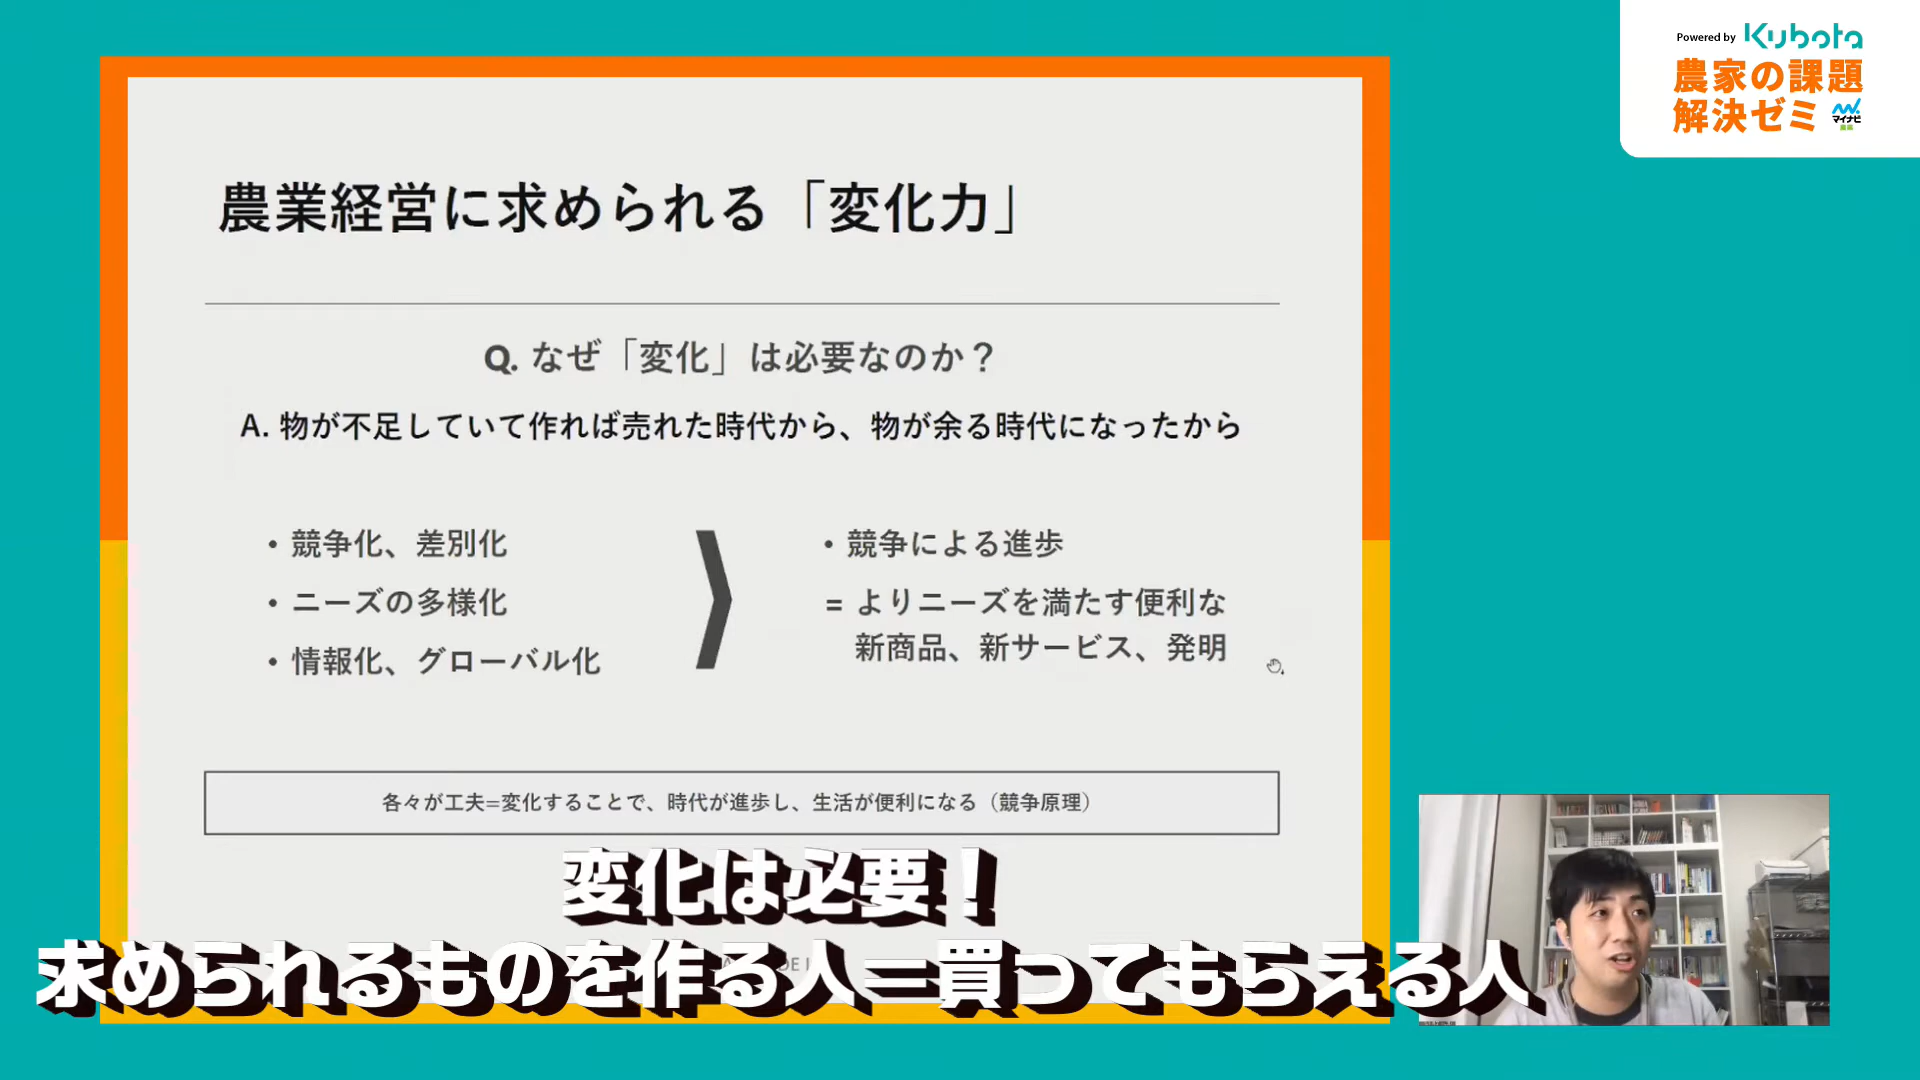 Powered by Kubota
農家の課題
解決ゼミ
マイナビ
農業
農業経営に求められる「変化力」
Q. なぜ「変化」は必要なのか？
A. 物が不足していて作れば売れた時代から、物が余る時代になったから
・競争化、差別化
・ニーズの多様化
・情報化、グローバル化
・競争による進歩
= よりニーズを満たす便利な
新商品、新サービス、発明
各々が工夫=変化することで、時代が進歩し、生活が便利になる（競争原理）
変化は必要！
求められるものを作る人＝買ってもらえる人